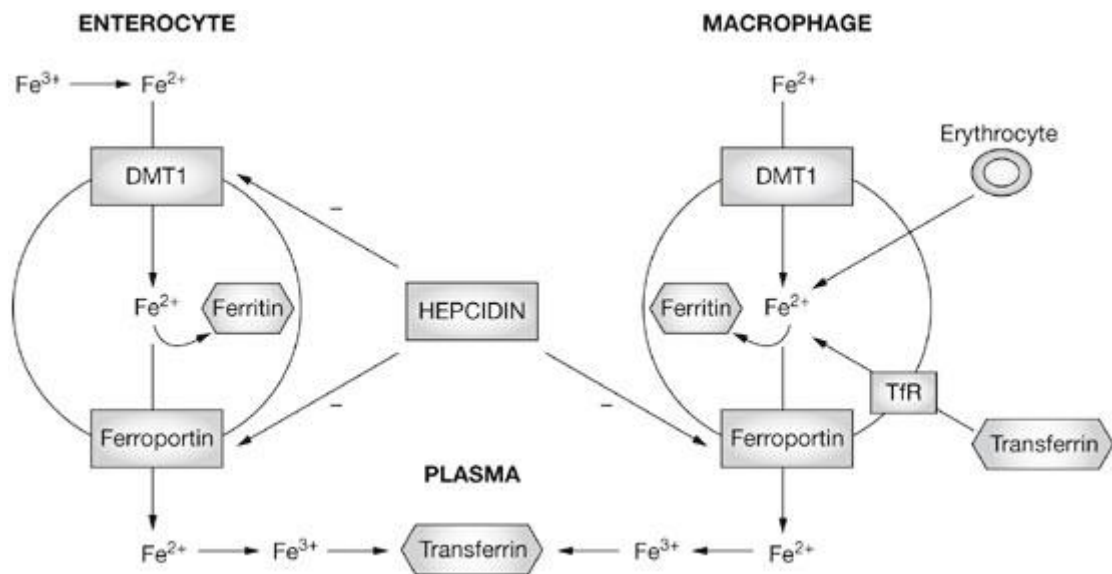 ENTEROCYTE
MACROPHAGE
Fe3+ Fe2+
Fe2+
Erythrocyte
DMT1
DMT1
–
Fe2+
Ferritin
HEPCIDIN
Ferritin
Fe2+
–
–
TfR
Ferroportin
Ferroportin
Transferrin
PLASMA
Fe2+
Fe3+
Transferrin
Fe3+
Fe2+